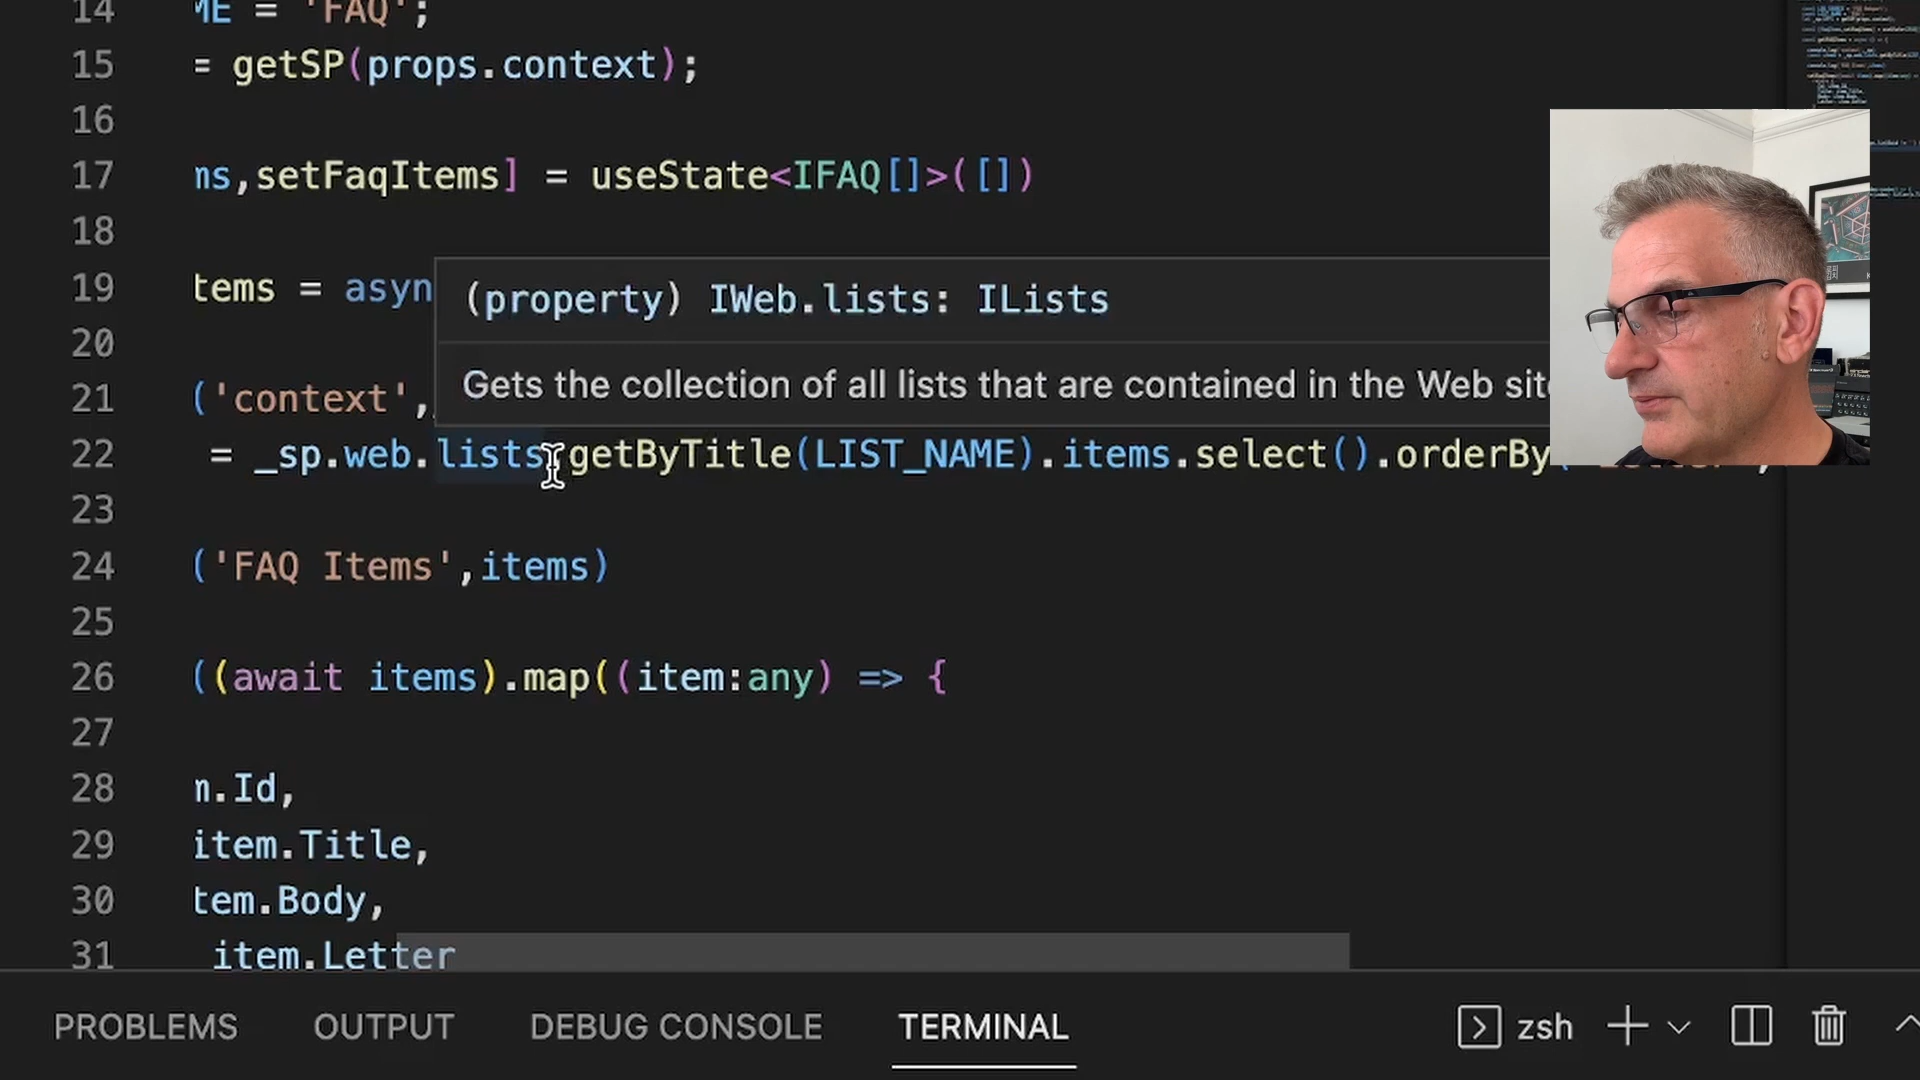 14 ME = 'FAQ';
15 = getSP(props.context);
16
17 ms,setFaqItems] = useState<IFAQ[]>([])
18
19 tems = asyn
(property) IWeb.lists: ILists
20
Gets the collection of all lists that are contained in the Web site
21 ('context',
22 = _sp.web.lists.getByTitle(LIST_NAME).items.select().orderBy(
23
24 ('FAQ Items',items)
25
26 ((await items).map((item:any) => {
27
28 m.Id,
29 item.Title,
30 tem.Body,
31 item.Letter
PROBLEMS OUTPUT DEBUG CONSOLE TERMINAL zsh